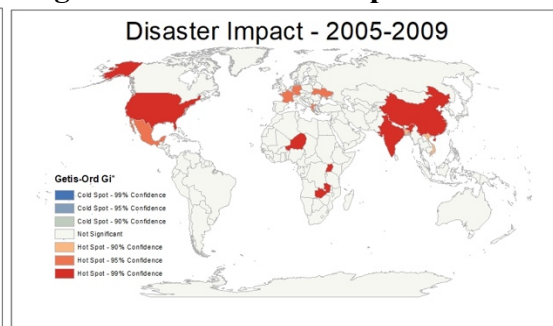 Disaster Impact - 2005-2009
Getis-Ord Gi*
Cold Spot - 99% Confidence
Cold Spot - 95% Confidence
Cold Spot - 90% Confidence
Not Significant
Hot Spot - 90% Confidence
Hot Spot - 95% Confidence
Hot Spot - 99% Confidence